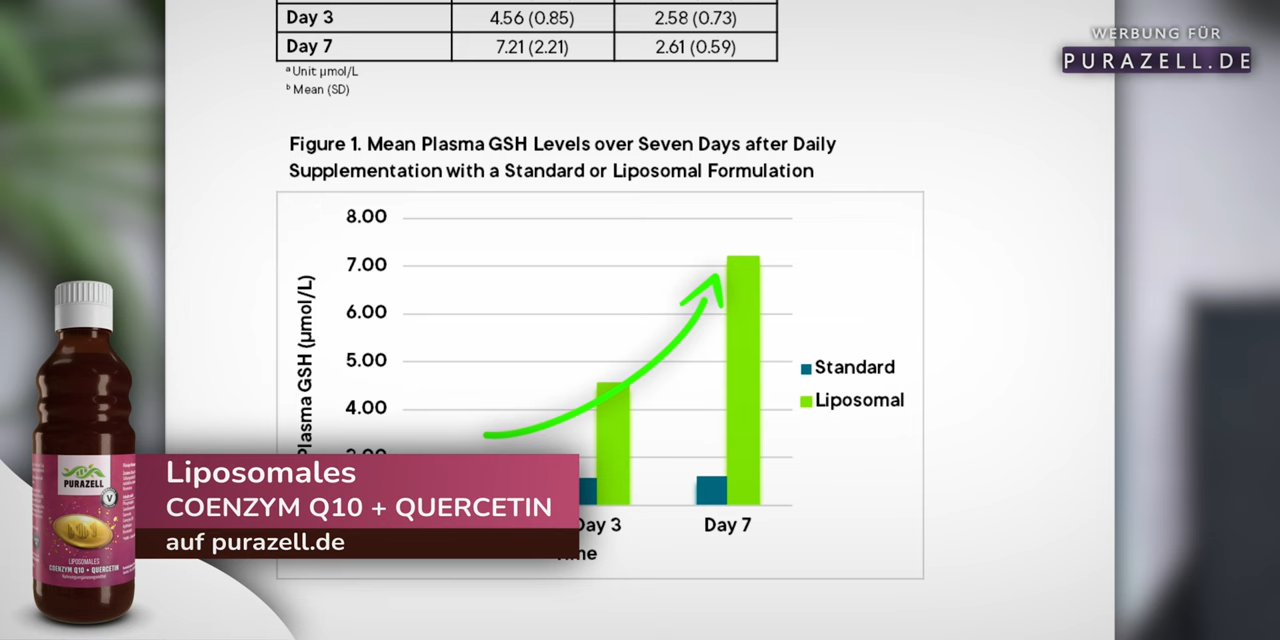 WERBUNG FÜR
PURAZELL.DE
Day 3 4.56 (0.85) 2.58 (0.73)
Day 7 7.21 (2.21) 2.61 (0.59)
a Unit μmol/L
b Mean (SD)
Figure 1. Mean Plasma GSH Levels over Seven Days after Daily
Supplementation with a Standard or Liposomal Formulation
8.00
7.00
6.00
5.00
4.00
Plasma GSH (μmol/L)
Standard
Liposomal
Day 3
Day 7
Liposomales
COENZYM Q10 + QUERCETIN
auf purazell.de
PURAZELL
LIPOSOMALES
COENZYM Q10 + QUERCETIN
Nahrungsergänzungsmittel